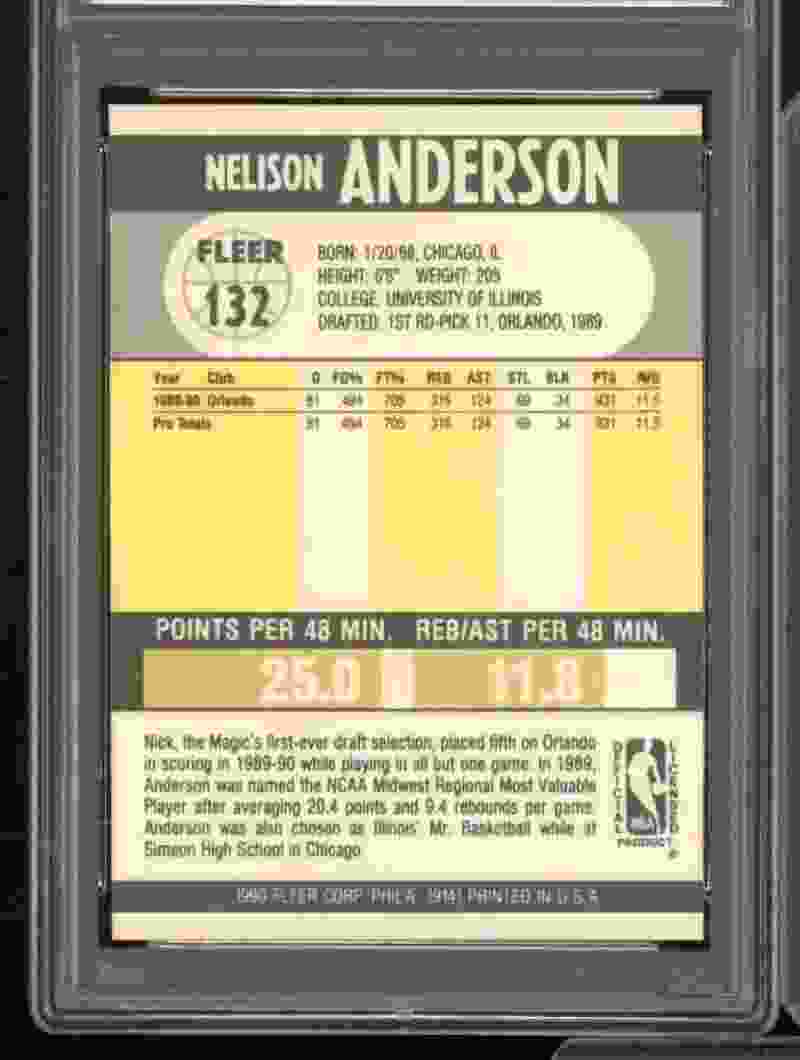 NELISON ANDERSON
FLEER
132
BORN: 1/20/68, CHICAGO, IL
HEIGHT: 6'6" WEIGHT: 205
COLLEGE: UNIVERSITY OF ILLINOIS
DRAFTED: 1ST RD-PICK 11, ORLANDO, 1989
Year Club G FG% FT% REB AST STL BLK PTS AVG
1989-90 Orlando 81 .494 .705 316 124 69 34 931 11.5
Pro Totals 81 .494 .705 316 124 69 34 931 11.5
POINTS PER 48 MIN. REB/AST PER 48 MIN.
25.0 11.8
Nick, the Magic's first-ever draft selection, placed fifth on Orlando
in scoring in 1989-90 while playing in all but one game. In 1989,
Anderson was named the NCAA Midwest Regional Most Valuable
Player after averaging 20.4 points and 9.4 rebounds per game.
Anderson was also chosen as Illinois' Mr. Basketball while at
Simeon High School in Chicago.
OFFICIAL LICENSED
NBA
PRODUCT ®
1990 FLEER CORP. PHILA. 19141 PRINTED IN U.S.A.